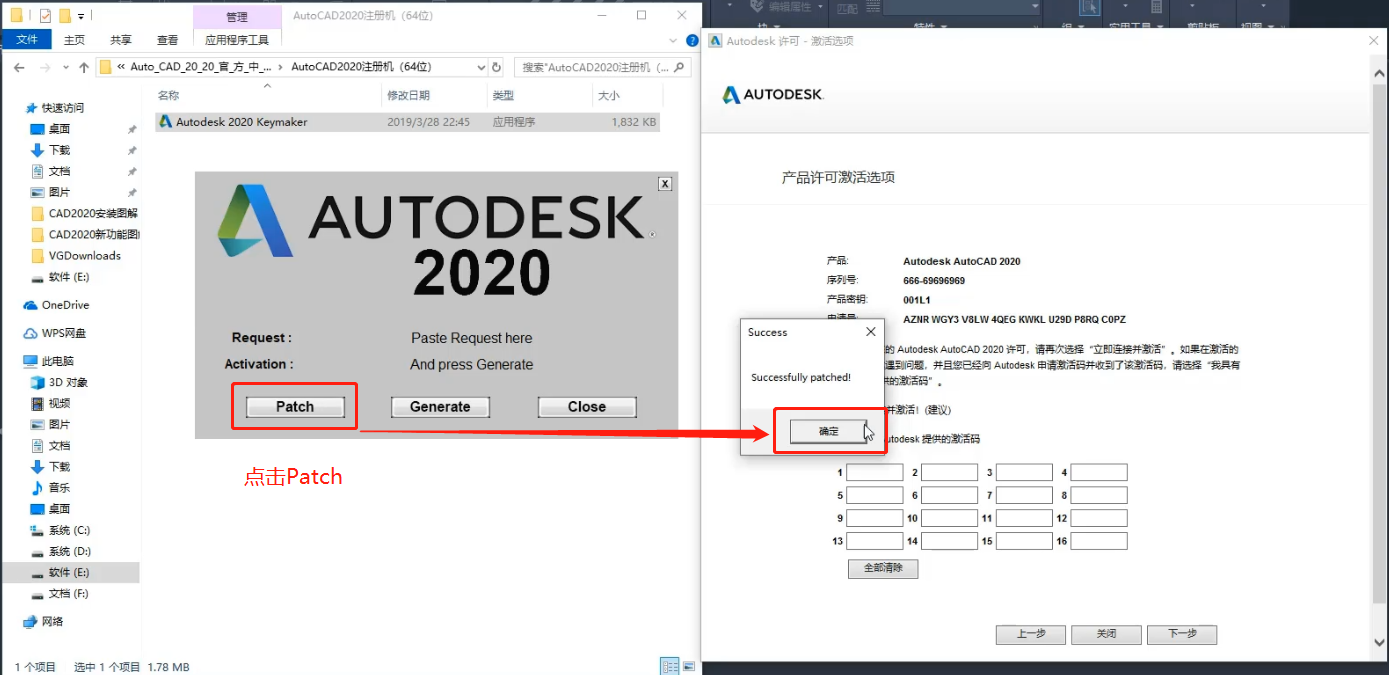 管理
AutoCAD2020注册机（64位）
文件
主页
共享
查看
应用程序工具
« Auto_CAD_20_20_官_方_中_... › AutoCAD2020注册机（64位）
搜索"AutoCAD2020注册机（...
名称
修改日期
类型
大小
Autodesk 2020 Keymaker
2019/3/28 22:45
应用程序
1,832 KB
快速访问
桌面
下载
文档
图片
CAD2020安装图解
CAD2020新功能图
VGDownloads
软件 (E:)
OneDrive
WPS网盘
此电脑
3D 对象
视频
图片
文档
下载
音乐
桌面
系统 (C:)
系统 (D:)
软件 (E:)
文档 (F:)
网络
1 个项目
选中 1 个项目 1.78 MB
X
AUTODESK
2020
Request :
Paste Request here
Activation :
And press Generate
Patch
Generate
Close
点击Patch
编辑属性
匹配
特性
组
实用工具
剪贴板
视图
Autodesk 许可 - 激活选项
AUTODESK
产品许可激活选项
产品:
Autodesk AutoCAD 2020
序列号:
666-69696969
产品密钥:
001L1
申请号:
AZNR WGY3 V8LW 4QEG KWKL U29D P8RQ C0PZ
的 Autodesk AutoCAD 2020 许可，请再次选择“立即连接并激活”。如果在激活的
遇到问题，并且您已经向 Autodesk 申请激活码并收到了该激活码，请选择“我具有
供的激活码”。
并激活! (建议)
utodesk 提供的激活码
Success
Successfully patched!
确定
1 2 3 4
5 6 7 8
9 10 11 12
13 14 15 16
全部清除
上一步
关闭
下一步